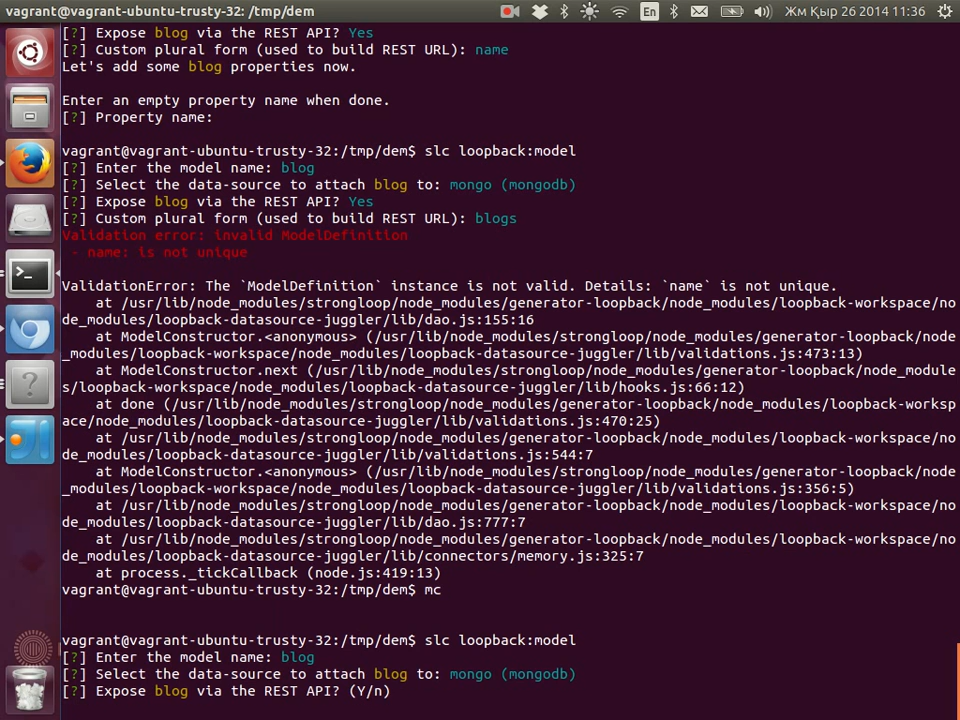 vagrant@vagrant-ubuntu-trusty-32: /tmp/dem
En
Жм Қыр 26 2014 11:36
[?] Expose blog via the REST API? Yes
[?] Custom plural form (used to build REST URL): name
Let's add some blog properties now.
Enter an empty property name when done.
[?] Property name:
vagrant@vagrant-ubuntu-trusty-32:/tmp/dem$ slc loopback:model
[?] Enter the model name: blog
[?] Select the data-source to attach blog to: mongo (mongodb)
[?] Expose blog via the REST API? Yes
[?] Custom plural form (used to build REST URL): blogs
Validation error: invalid ModelDefinition
- name: is not unique
ValidationError: The `ModelDefinition` instance is not valid. Details: `name` is not unique.
at /usr/lib/node_modules/strongloop/node_modules/generator-loopback/node_modules/loopback-workspace/no
de_modules/loopback-datasource-juggler/lib/dao.js:155:16
at ModelConstructor.<anonymous> (/usr/lib/node_modules/strongloop/node_modules/generator-loopback/node
_modules/loopback-workspace/node_modules/loopback-datasource-juggler/lib/validations.js:473:13)
at ModelConstructor.next (/usr/lib/node_modules/strongloop/node_modules/generator-loopback/node_module
s/loopback-workspace/node_modules/loopback-datasource-juggler/lib/hooks.js:66:12)
at done (/usr/lib/node_modules/strongloop/node_modules/generator-loopback/node_modules/loopback-worksp
ace/node_modules/loopback-datasource-juggler/lib/validations.js:470:25)
at /usr/lib/node_modules/strongloop/node_modules/generator-loopback/node_modules/loopback-workspace/no
de_modules/loopback-datasource-juggler/lib/validations.js:544:7
at ModelConstructor.<anonymous> (/usr/lib/node_modules/strongloop/node_modules/generator-loopback/node
_modules/loopback-workspace/node_modules/loopback-datasource-juggler/lib/validations.js:356:5)
at /usr/lib/node_modules/strongloop/node_modules/generator-loopback/node_modules/loopback-workspace/no
de_modules/loopback-datasource-juggler/lib/dao.js:777:7
at /usr/lib/node_modules/strongloop/node_modules/generator-loopback/node_modules/loopback-workspace/no
de_modules/loopback-datasource-juggler/lib/connectors/memory.js:325:7
at process._tickCallback (node.js:419:13)
vagrant@vagrant-ubuntu-trusty-32:/tmp/dem$ mc
vagrant@vagrant-ubuntu-trusty-32:/tmp/dem$ slc loopback:model
[?] Enter the model name: blog
[?] Select the data-source to attach blog to: mongo (mongodb)
[?] Expose blog via the REST API? (Y/n)